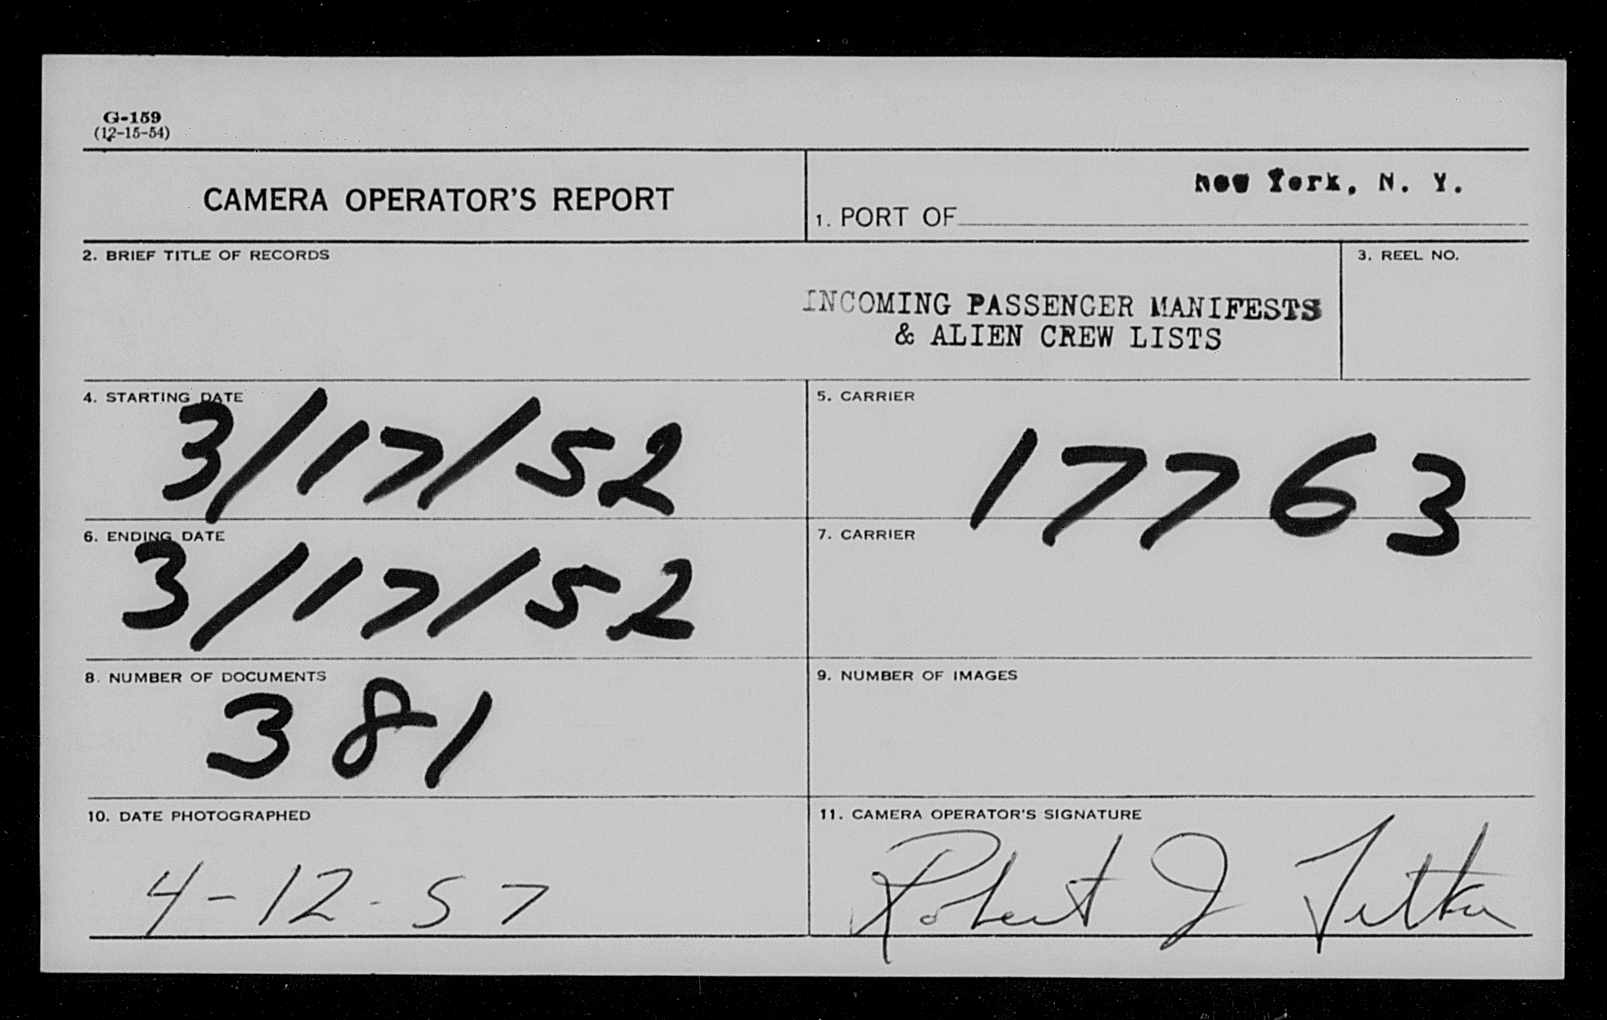 G-159
(12-15-54)
CAMERA OPERATOR'S REPORT
1. PORT OF New York, N. Y.
2. BRIEF TITLE OF RECORDS
INCOMING PASSENGER MANIFESTS
& ALIEN CREW LISTS
3. REEL NO.
4. STARTING DATE
3/17/52
5. CARRIER
17763
6. ENDING DATE
3/17/52
7. CARRIER
8. NUMBER OF DOCUMENTS
381
9. NUMBER OF IMAGES
10. DATE PHOTOGRAPHED
4-12-57
11. CAMERA OPERATOR'S SIGNATURE
Robert J